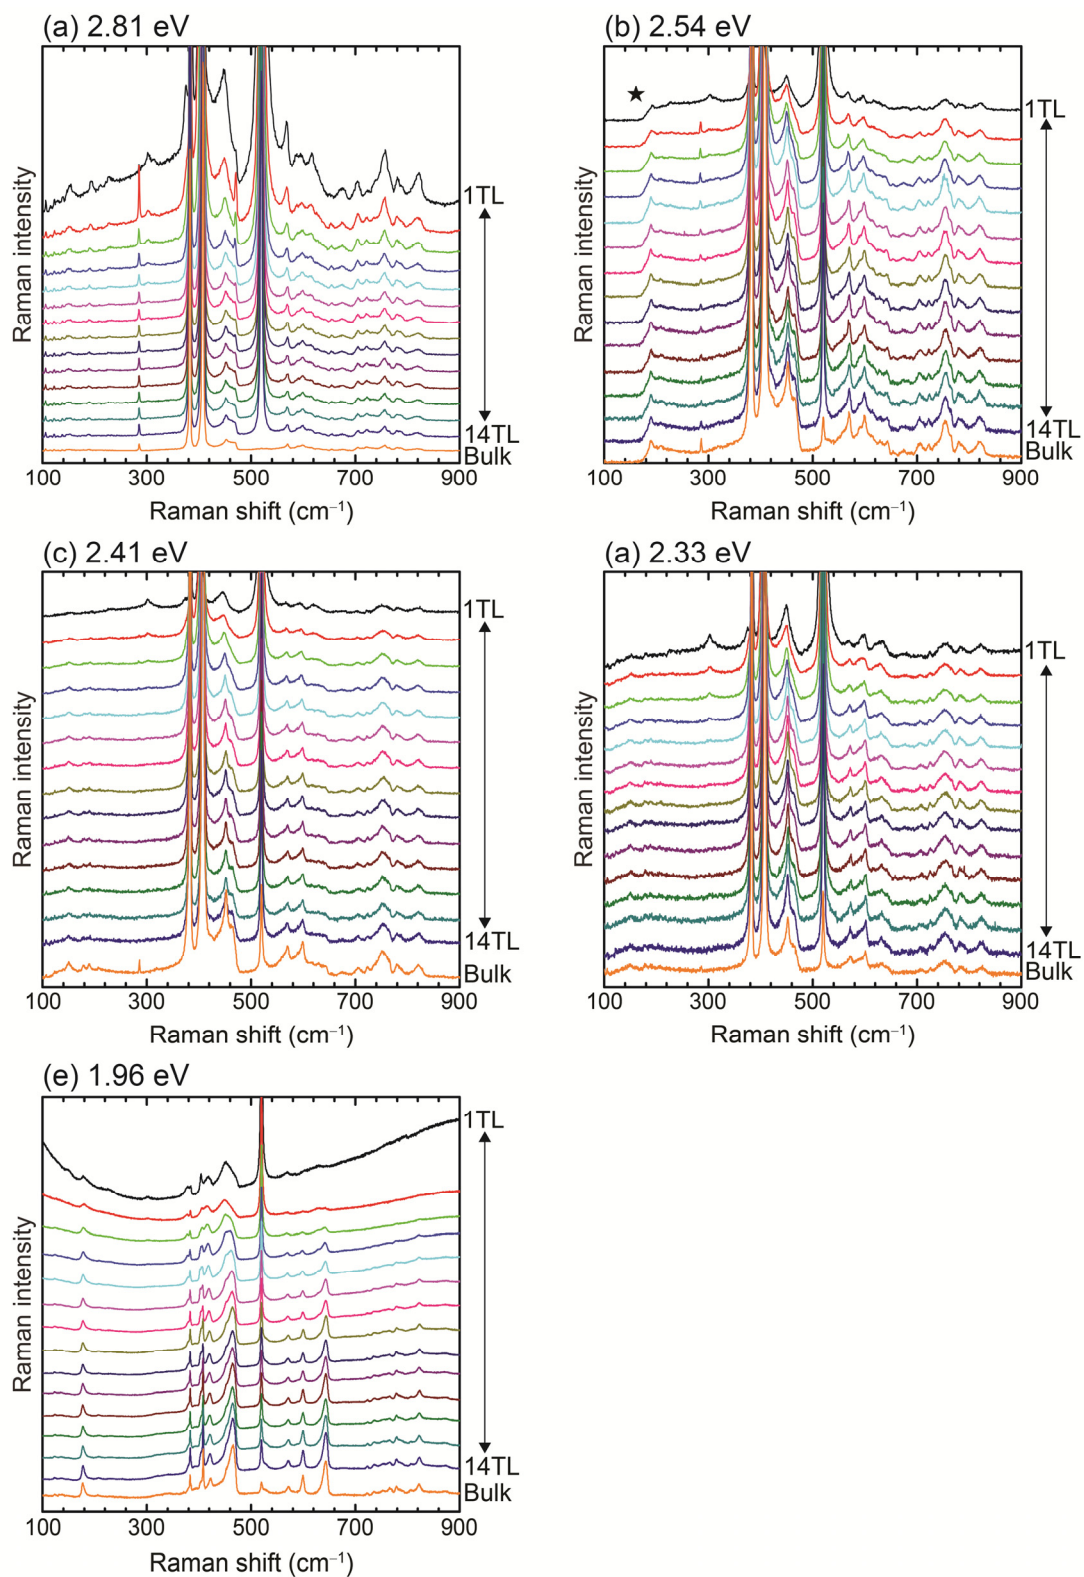 (a) 2.81 eV
Raman intensity
1TL
14TL
Bulk
100 300 500 700 900
Raman shift (cm⁻¹)
(b) 2.54 eV
★
Raman intensity
1TL
14TL
Bulk
100 300 500 700 900
Raman shift (cm⁻¹)
(c) 2.41 eV
Raman intensity
1TL
14TL
Bulk
100 300 500 700 900
Raman shift (cm⁻¹)
(a) 2.33 eV
Raman intensity
1TL
14TL
Bulk
100 300 500 700 900
Raman shift (cm⁻¹)
(e) 1.96 eV
Raman intensity
1TL
14TL
Bulk
100 300 500 700 900
Raman shift (cm⁻¹)